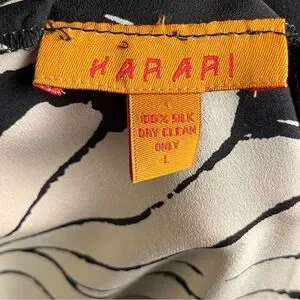 HARARI
100% SILK
DRY CLEAN
ONLY
L